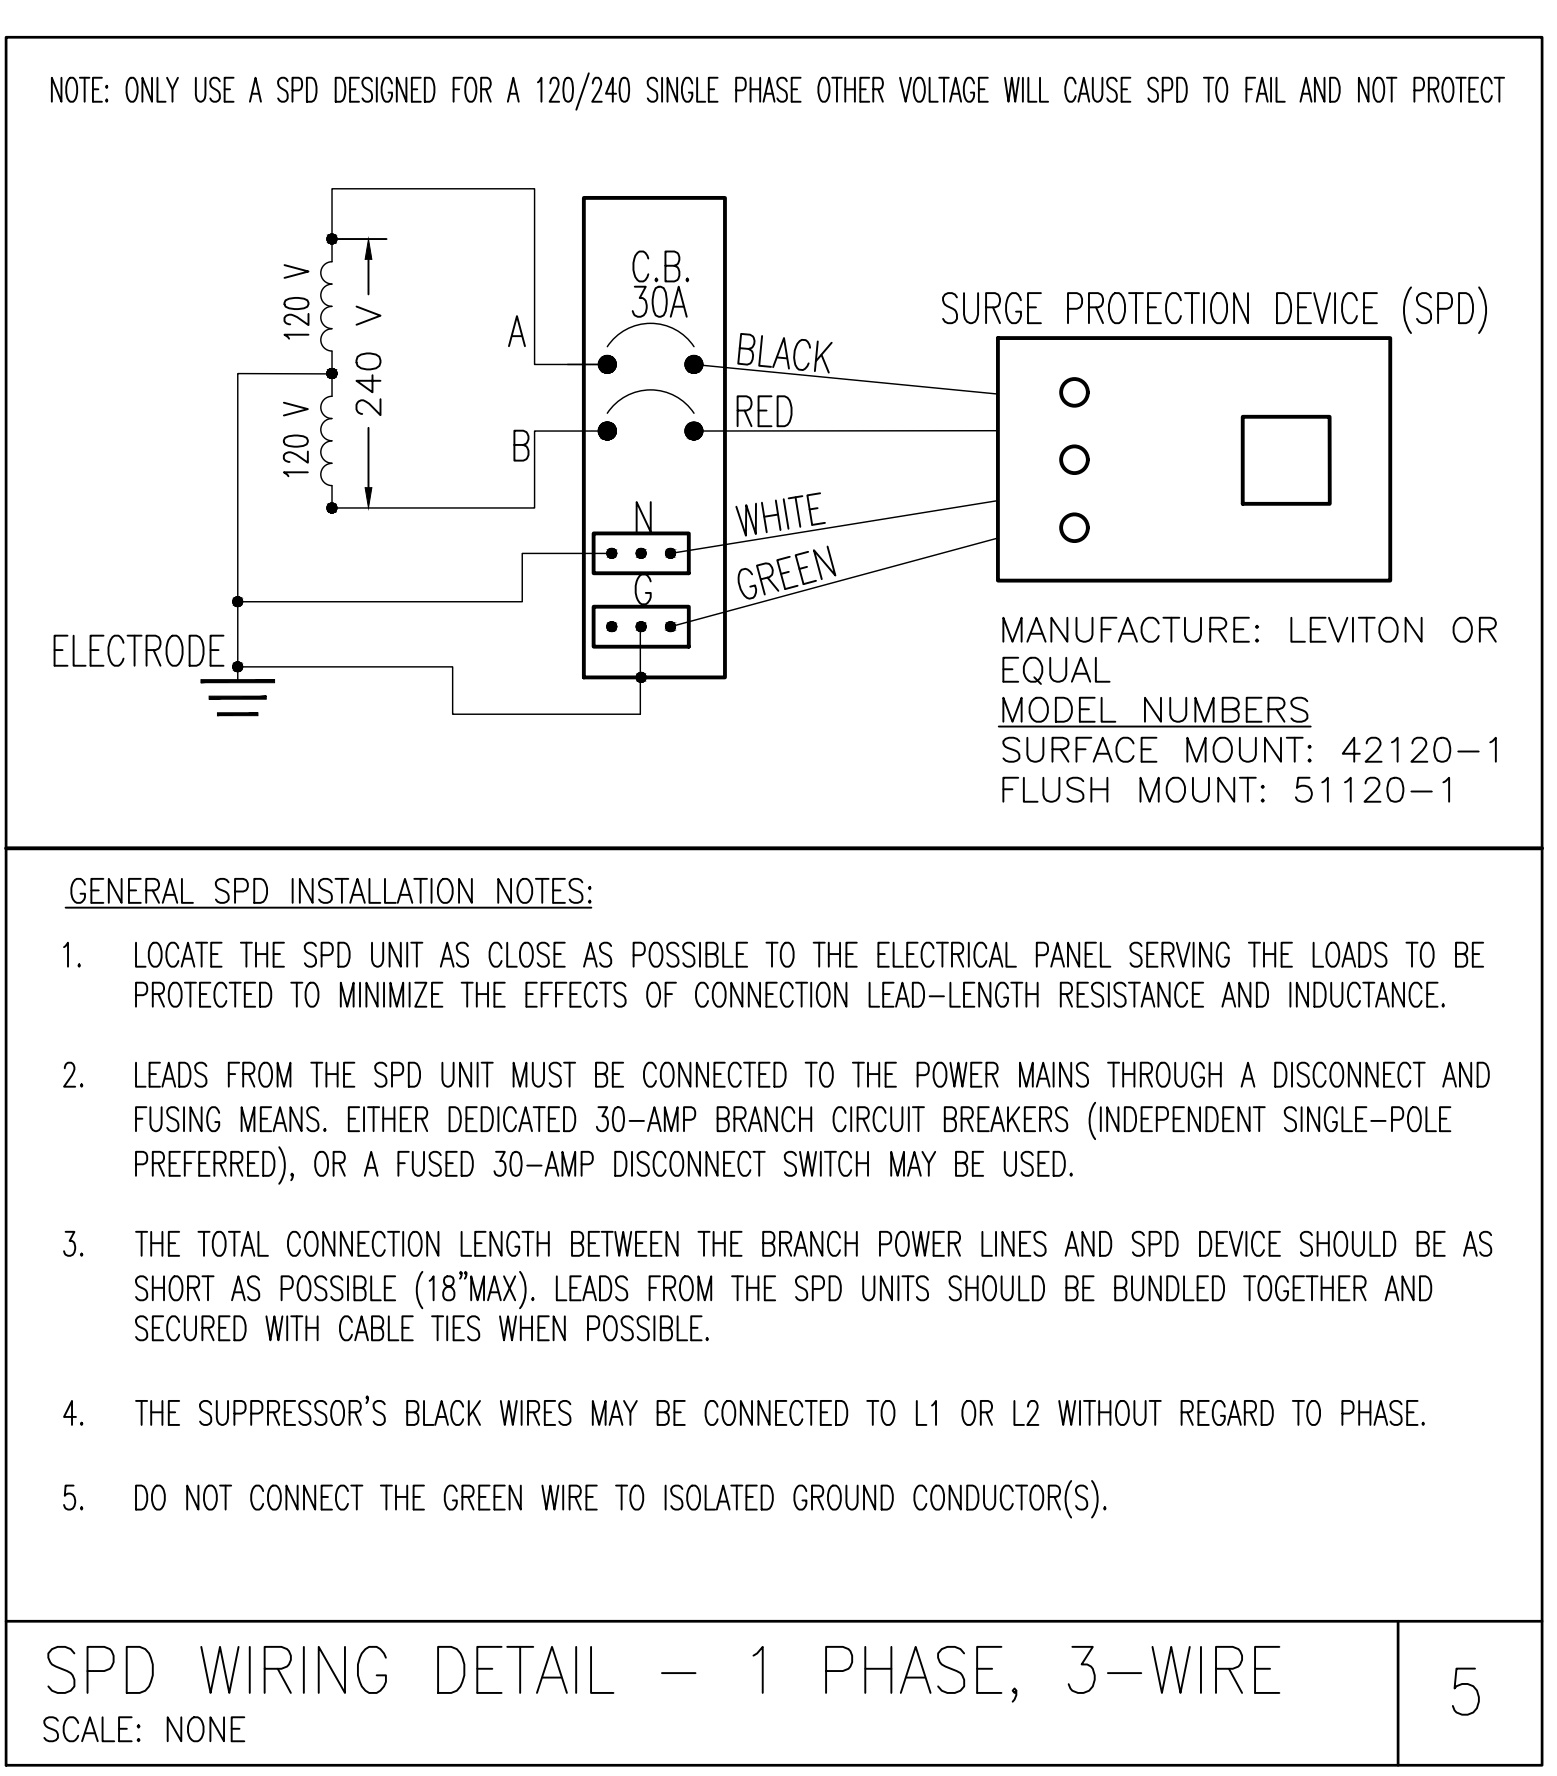 NOTE: ONLY USE A SPD DESIGNED FOR A 120/240 SINGLE PHASE OTHER VOLTAGE WILL CAUSE SPD TO FAIL AND NOT PROTECT
120 V
120 V
240 V
A
B
C.B.
30A
N
G
BLACK
RED
WHITE
GREEN
ELECTRODE
SURGE PROTECTION DEVICE (SPD)
MANUFACTURE: LEVITON OR
EQUAL
MODEL NUMBERS
SURFACE MOUNT: 42120-1
FLUSH MOUNT: 51120-1
GENERAL SPD INSTALLATION NOTES:
1. LOCATE THE SPD UNIT AS CLOSE AS POSSIBLE TO THE ELECTRICAL PANEL SERVING THE LOADS TO BE
PROTECTED TO MINIMIZE THE EFFECTS OF CONNECTION LEAD-LENGTH RESISTANCE AND INDUCTANCE.
2. LEADS FROM THE SPD UNIT MUST BE CONNECTED TO THE POWER MAINS THROUGH A DISCONNECT AND
FUSING MEANS. EITHER DEDICATED 30-AMP BRANCH CIRCUIT BREAKERS (INDEPENDENT SINGLE-POLE
PREFERRED), OR A FUSED 30-AMP DISCONNECT SWITCH MAY BE USED.
3. THE TOTAL CONNECTION LENGTH BETWEEN THE BRANCH POWER LINES AND SPD DEVICE SHOULD BE AS
SHORT AS POSSIBLE (18"MAX). LEADS FROM THE SPD UNITS SHOULD BE BUNDLED TOGETHER AND
SECURED WITH CABLE TIES WHEN POSSIBLE.
4. THE SUPPRESSOR'S BLACK WIRES MAY BE CONNECTED TO L1 OR L2 WITHOUT REGARD TO PHASE.
5. DO NOT CONNECT THE GREEN WIRE TO ISOLATED GROUND CONDUCTOR(S).
SPD WIRING DETAIL - 1 PHASE, 3-WIRE
SCALE: NONE
5